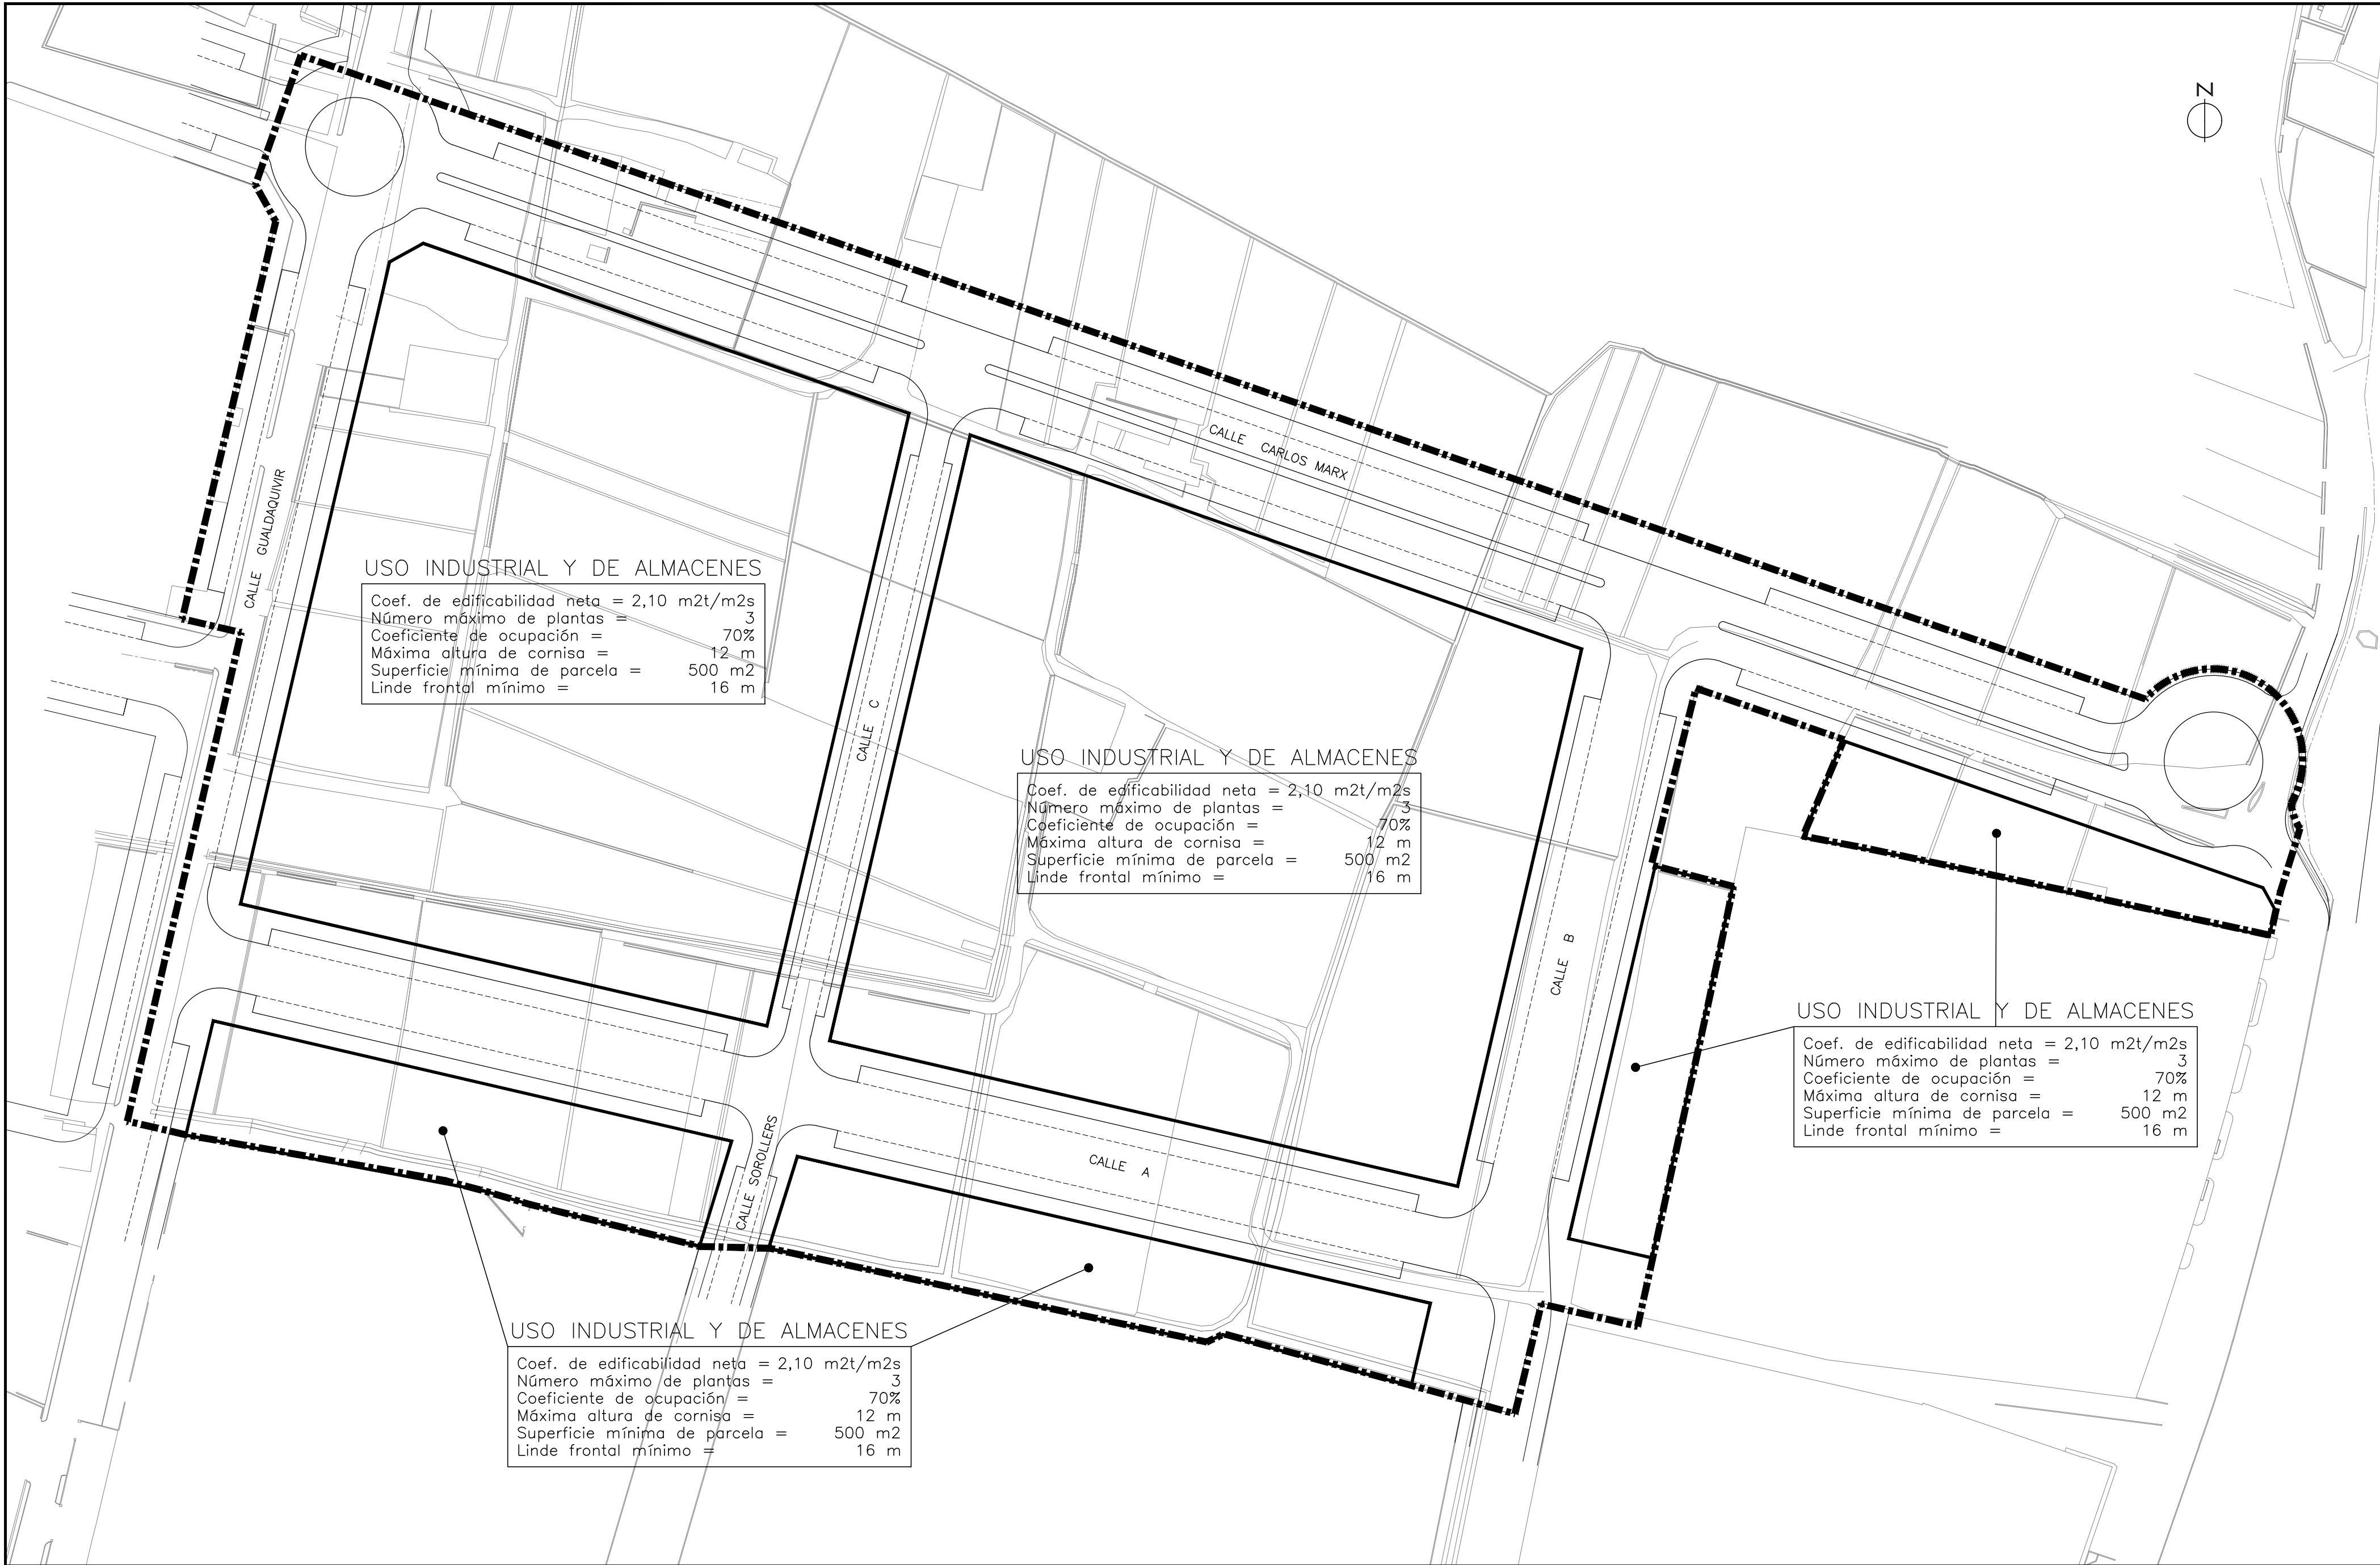 N
CALLE CARLOS MARX
CALLE GUALDAQUIVIR
USO INDUSTRIAL Y DE ALMACENES
Coef. de edificabilidad neta = 2,10 m2t/m2s
Número máximo de plantas = 3
Coeficiente de ocupación = 70%
Máxima altura de cornisa = 12 m
Superficie mínima de parcela = 500 m2
Linde frontal mínimo = 16 m
CALLE C
USO INDUSTRIAL Y DE ALMACENES
Coef. de edificabilidad neta = 2,10 m2t/m2s
Número máximo de plantas = 3
Coeficiente de ocupación = 70%
Máxima altura de cornisa = 12 m
Superficie mínima de parcela = 500 m2
Linde frontal mínimo = 16 m
CALLE B
USO INDUSTRIAL Y DE ALMACENES
Coef. de edificabilidad neta = 2,10 m2t/m2s
Número máximo de plantas = 3
Coeficiente de ocupación = 70%
Máxima altura de cornisa = 12 m
Superficie mínima de parcela = 500 m2
Linde frontal mínimo = 16 m
CALLE SOROLLERS
CALLE A
USO INDUSTRIAL Y DE ALMACENES
Coef. de edificabilidad neta = 2,10 m2t/m2s
Número máximo de plantas = 3
Coeficiente de ocupación = 70%
Máxima altura de cornisa = 12 m
Superficie mínima de parcela = 500 m2
Linde frontal mínimo = 16 m